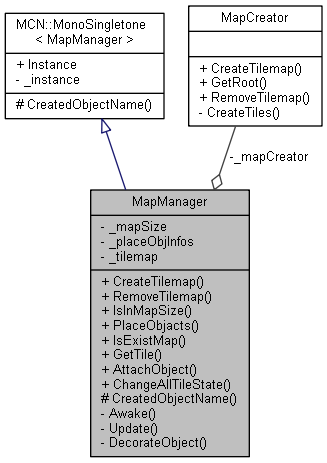 MCN::MonoSingletone
< MapManager >
+ Instance
- _instance
# CreatedObjectName()
MapCreator
+ CreateTilemap()
+ GetRoot()
+ RemoveTilemap()
- CreateTiles()
-_mapCreator
MapManager
- _mapSize
- _placeObjInfos
- _tilemap
+ CreateTilemap()
+ RemoveTilemap()
+ IsInMapSize()
+ PlaceObjacts()
+ IsExistMap()
+ GetTile()
+ AttachObject()
+ ChangeAllTileState()
# CreatedObjectName()
- Awake()
- Update()
- DecorateObject()